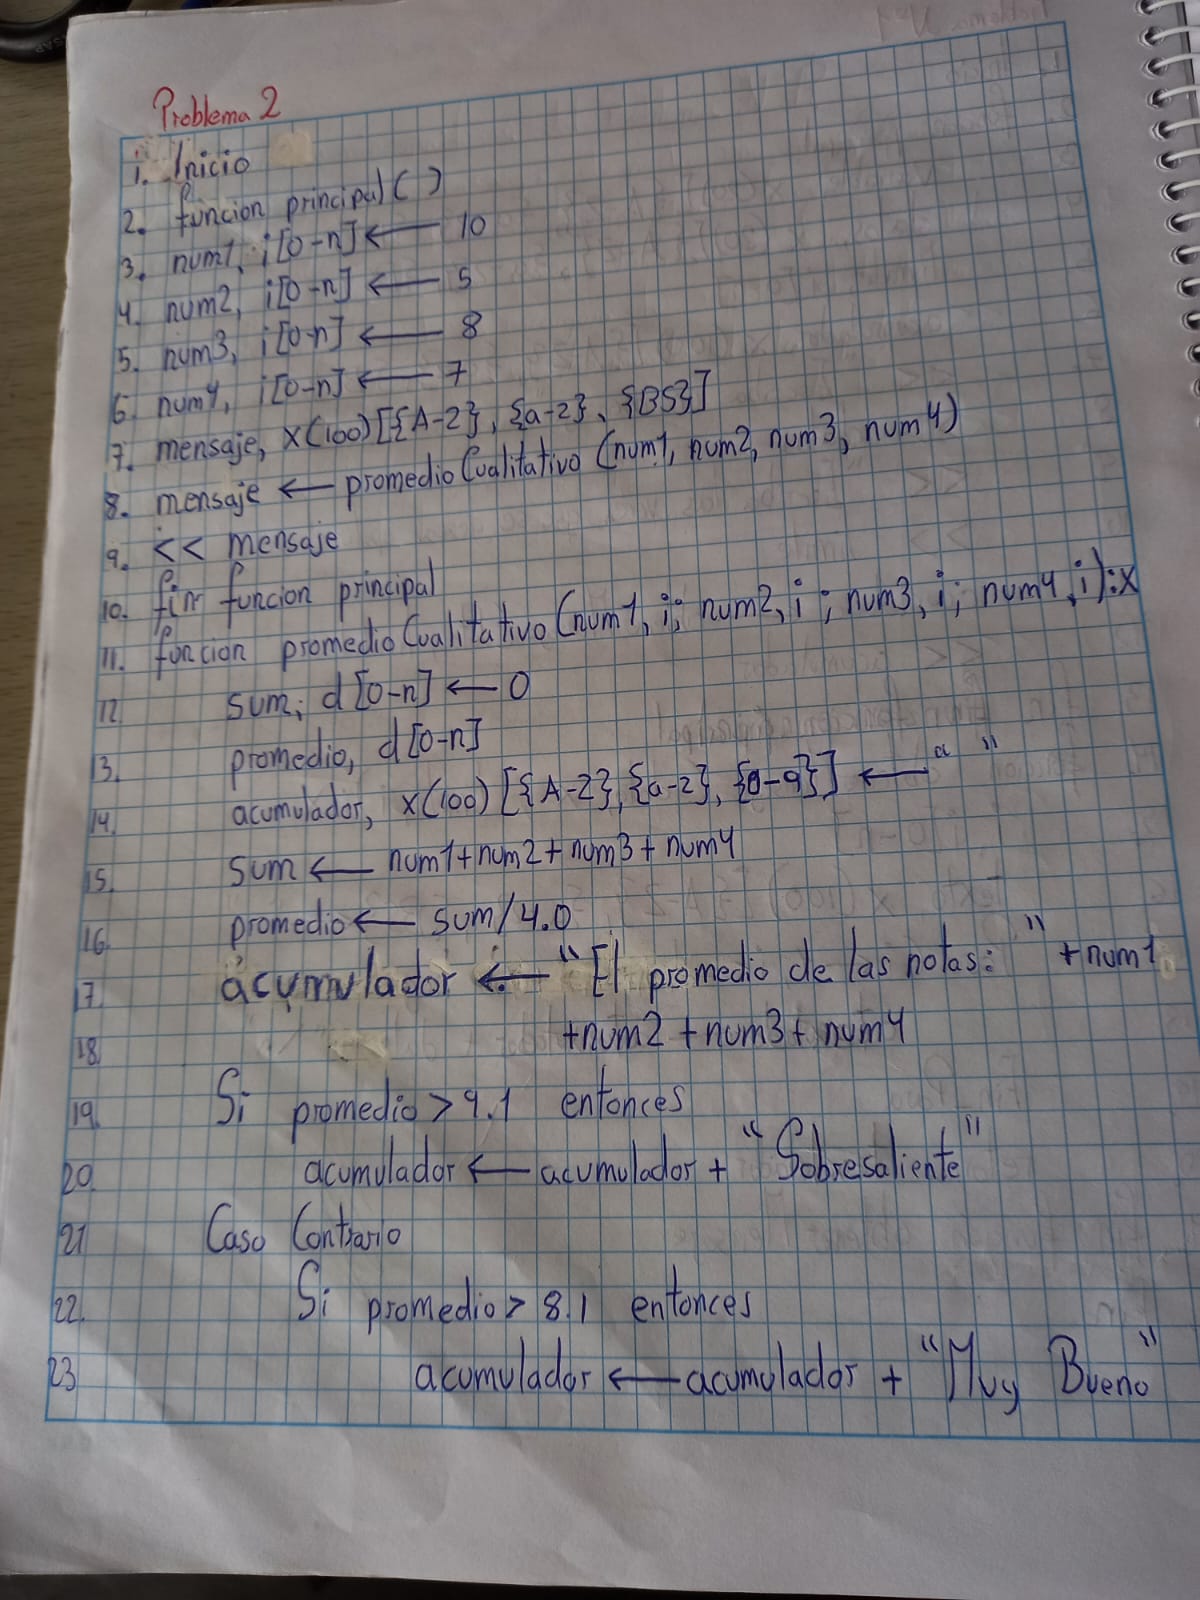 Problema 2
1. Inicio
2. funcion principal ( )
3. num1, i[0-n] ← 10
4. num2, i[0-n] ← 5
5. num3, i[0-n] ← 8
6. num4, i[0-n] ← 7
7. mensaje, x(100) [{A-Z}, {a-z}, {BS}]
8. mensaje ← promedioCualitativo (num1, num2, num3, num4)
9. << mensaje
10. fin funcion principal
11. funcion promedioCualitativo (num1, i; num2, i; num3, i; num4, i):x
12 sum, d[0-n] ← 0
13. promedio, d[0-n]
14. acumulador, x(100) [{A-Z}, {a-z}, {0-9}] ← " "
15. sum ← num1+num2+num3+num4
16. promedio ← sum/4.0
17 acumulador ← "El promedio de las notas: " +num1
18. +num2 +num3+num4
19. Si promedio > 9.1 entonces
20. acumulador ← acumulador + "Sobresaliente"
21 Caso Contrario
22. Si promedio > 8.1 entonces
23 acumulador ← acumulador + "Muy Bueno"